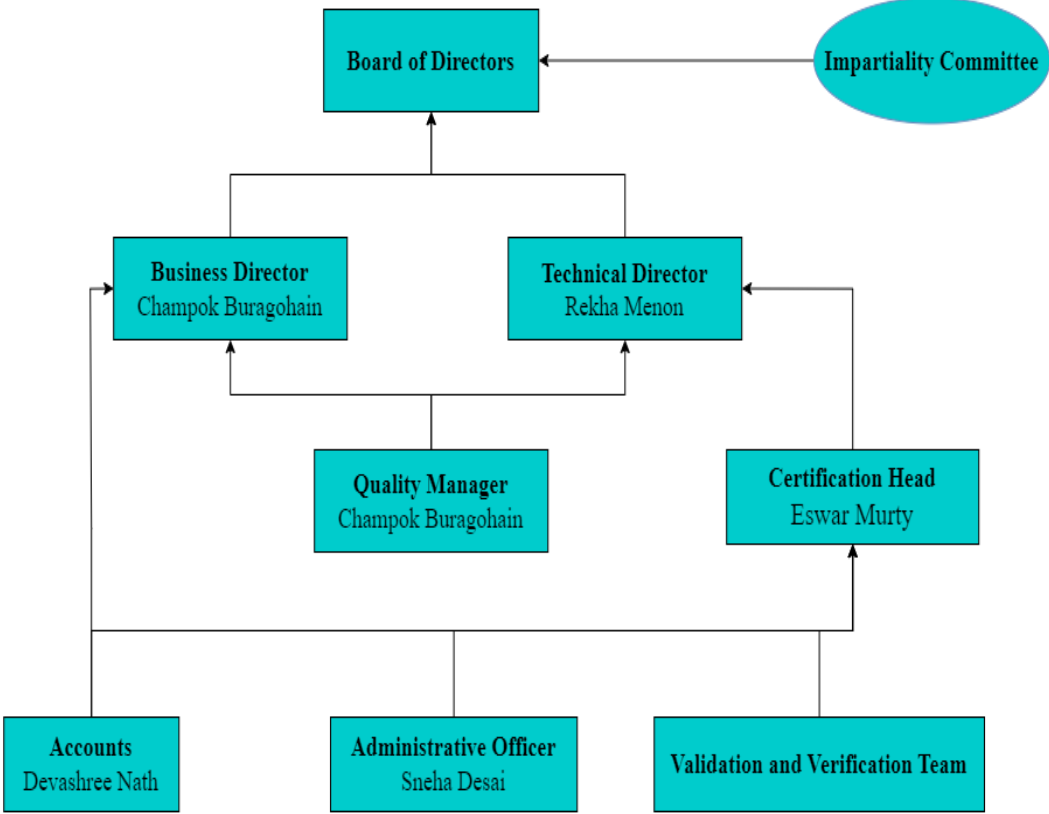 Board of Directors
Impartiality Committee
Business Director
Champok Buragohain
Technical Director
Rekha Menon
Quality Manager
Champok Buragohain
Certification Head
Eswar Murty
Accounts
Devashree Nath
Administrative Officer
Sneha Desai
Validation and Verification Team